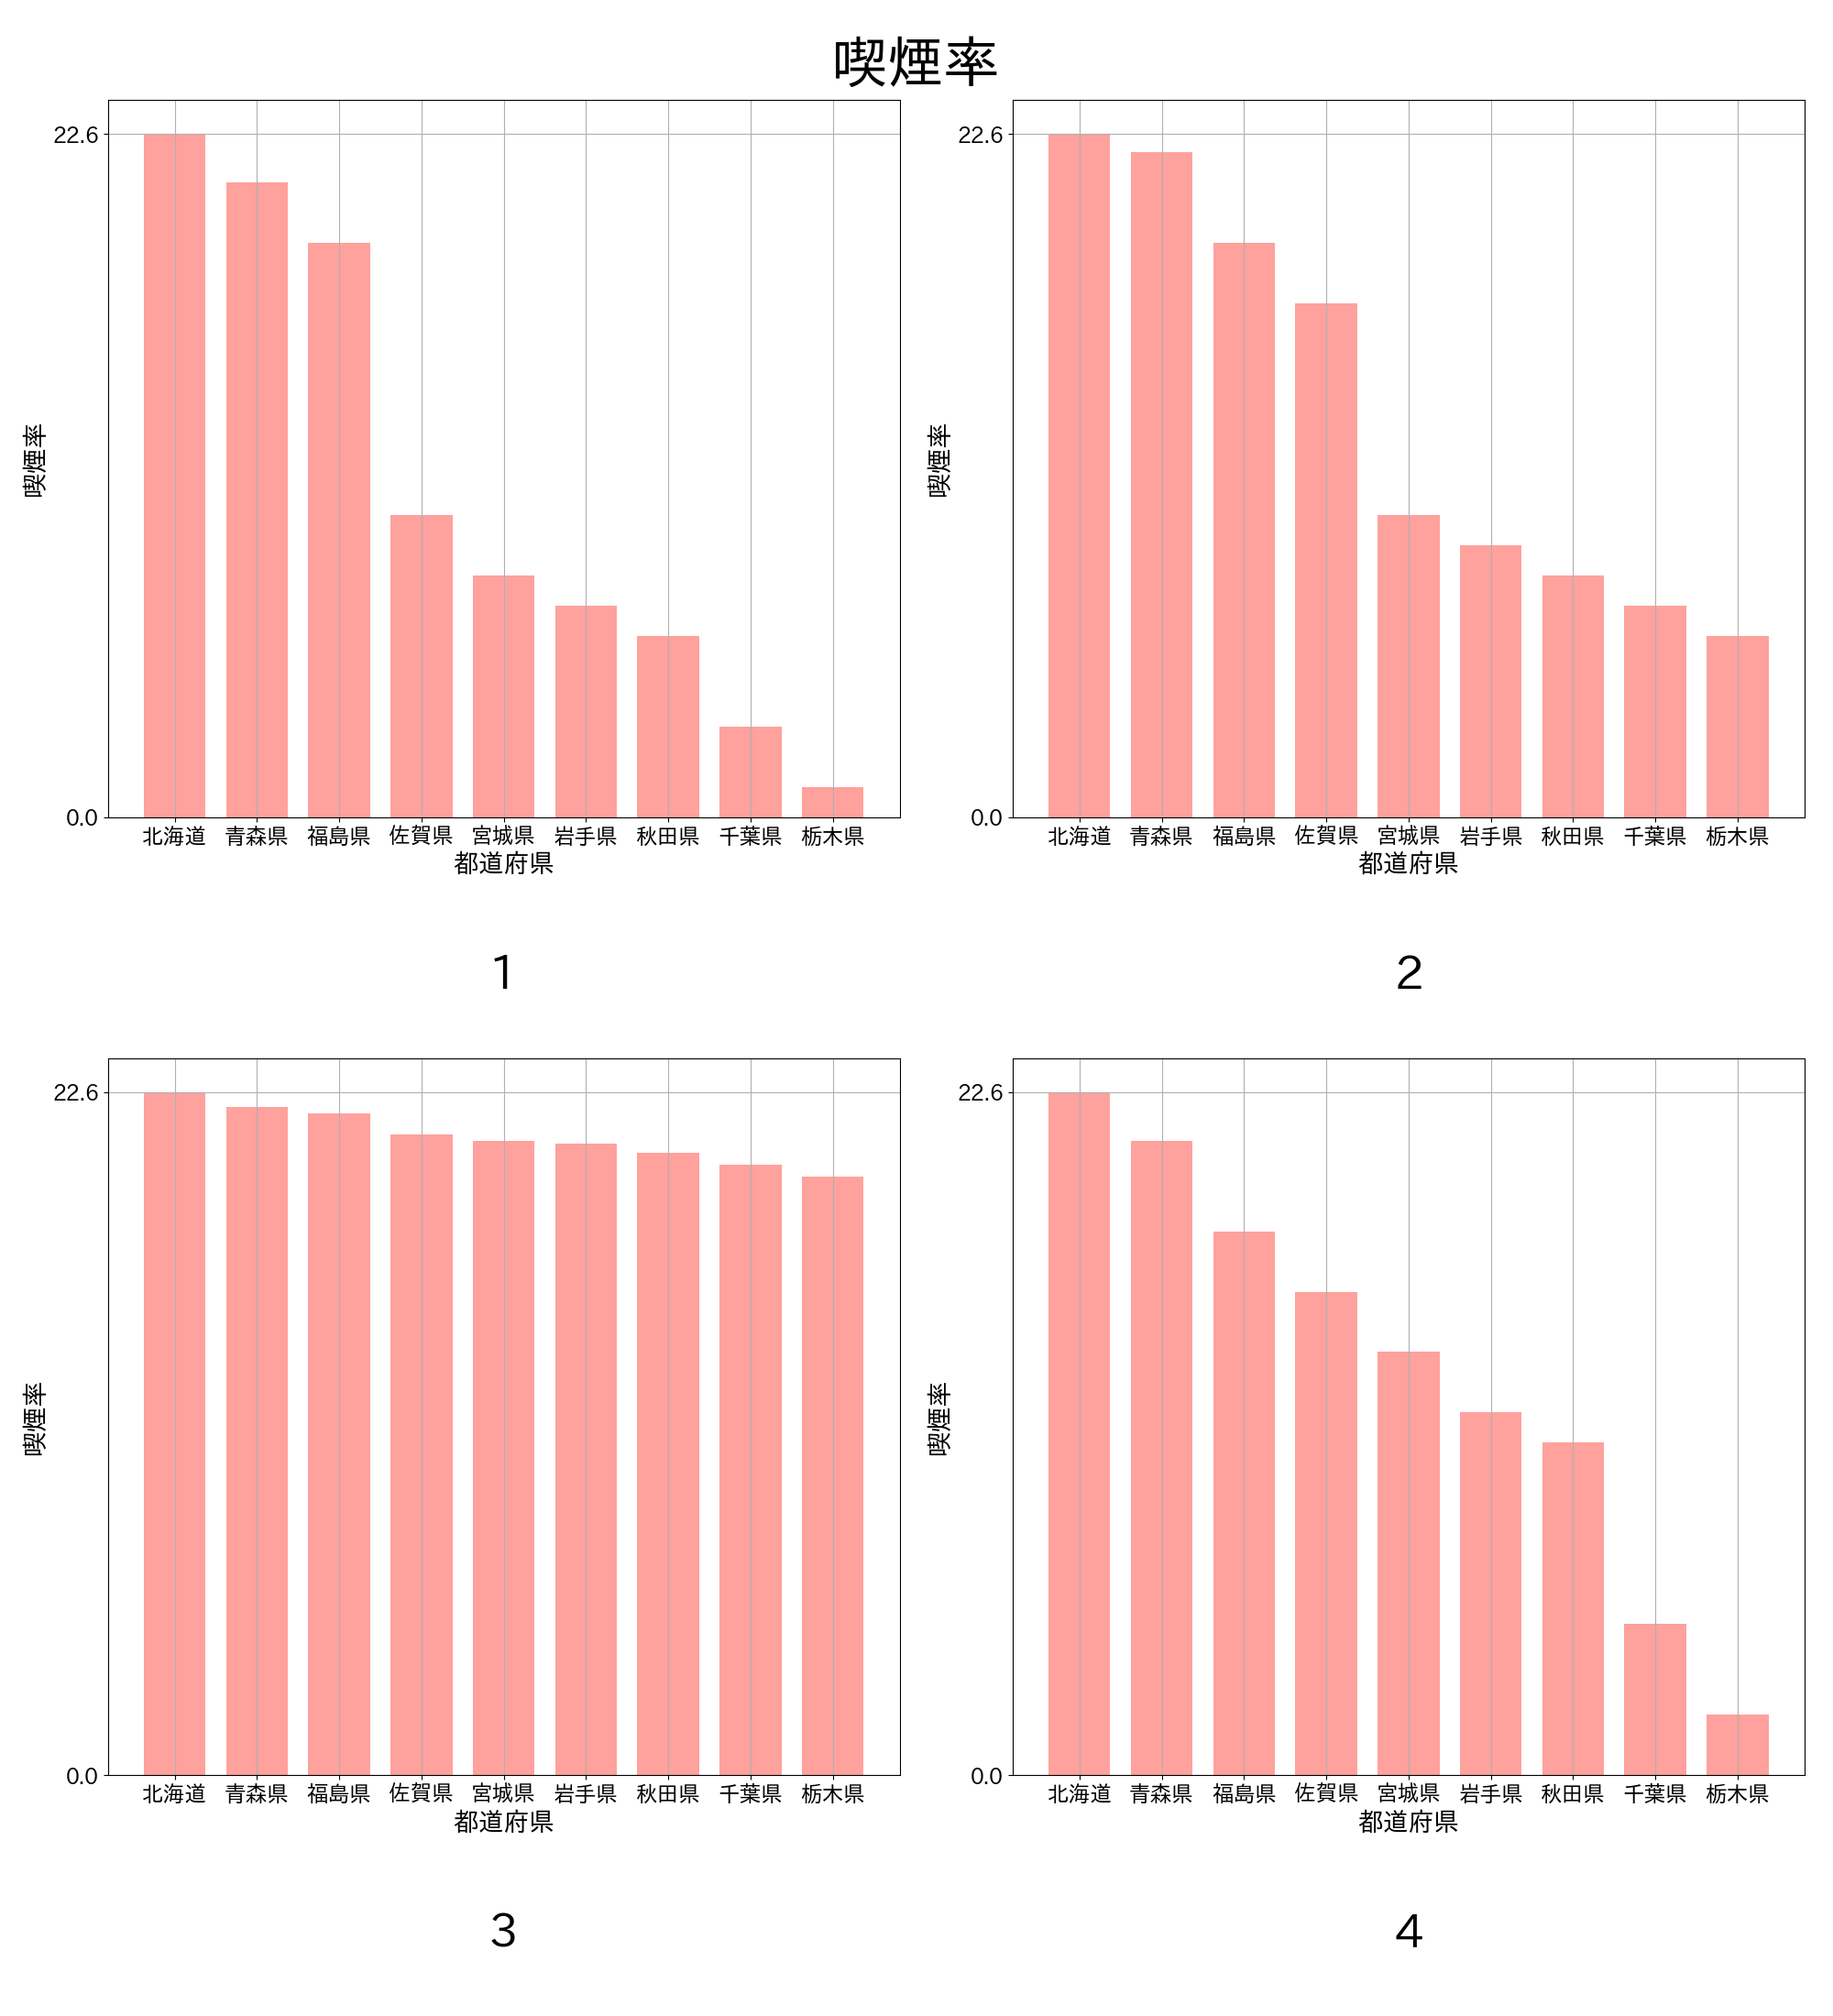 喫煙率
22.6
0.0
喫煙率
北海道 青森県 福島県 佐賀県 宮城県 岩手県 秋田県 千葉県 栃木県
都道府県
1
22.6
0.0
喫煙率
北海道 青森県 福島県 佐賀県 宮城県 岩手県 秋田県 千葉県 栃木県
都道府県
2
22.6
0.0
喫煙率
北海道 青森県 福島県 佐賀県 宮城県 岩手県 秋田県 千葉県 栃木県
都道府県
3
22.6
0.0
喫煙率
北海道 青森県 福島県 佐賀県 宮城県 岩手県 秋田県 千葉県 栃木県
都道府県
4